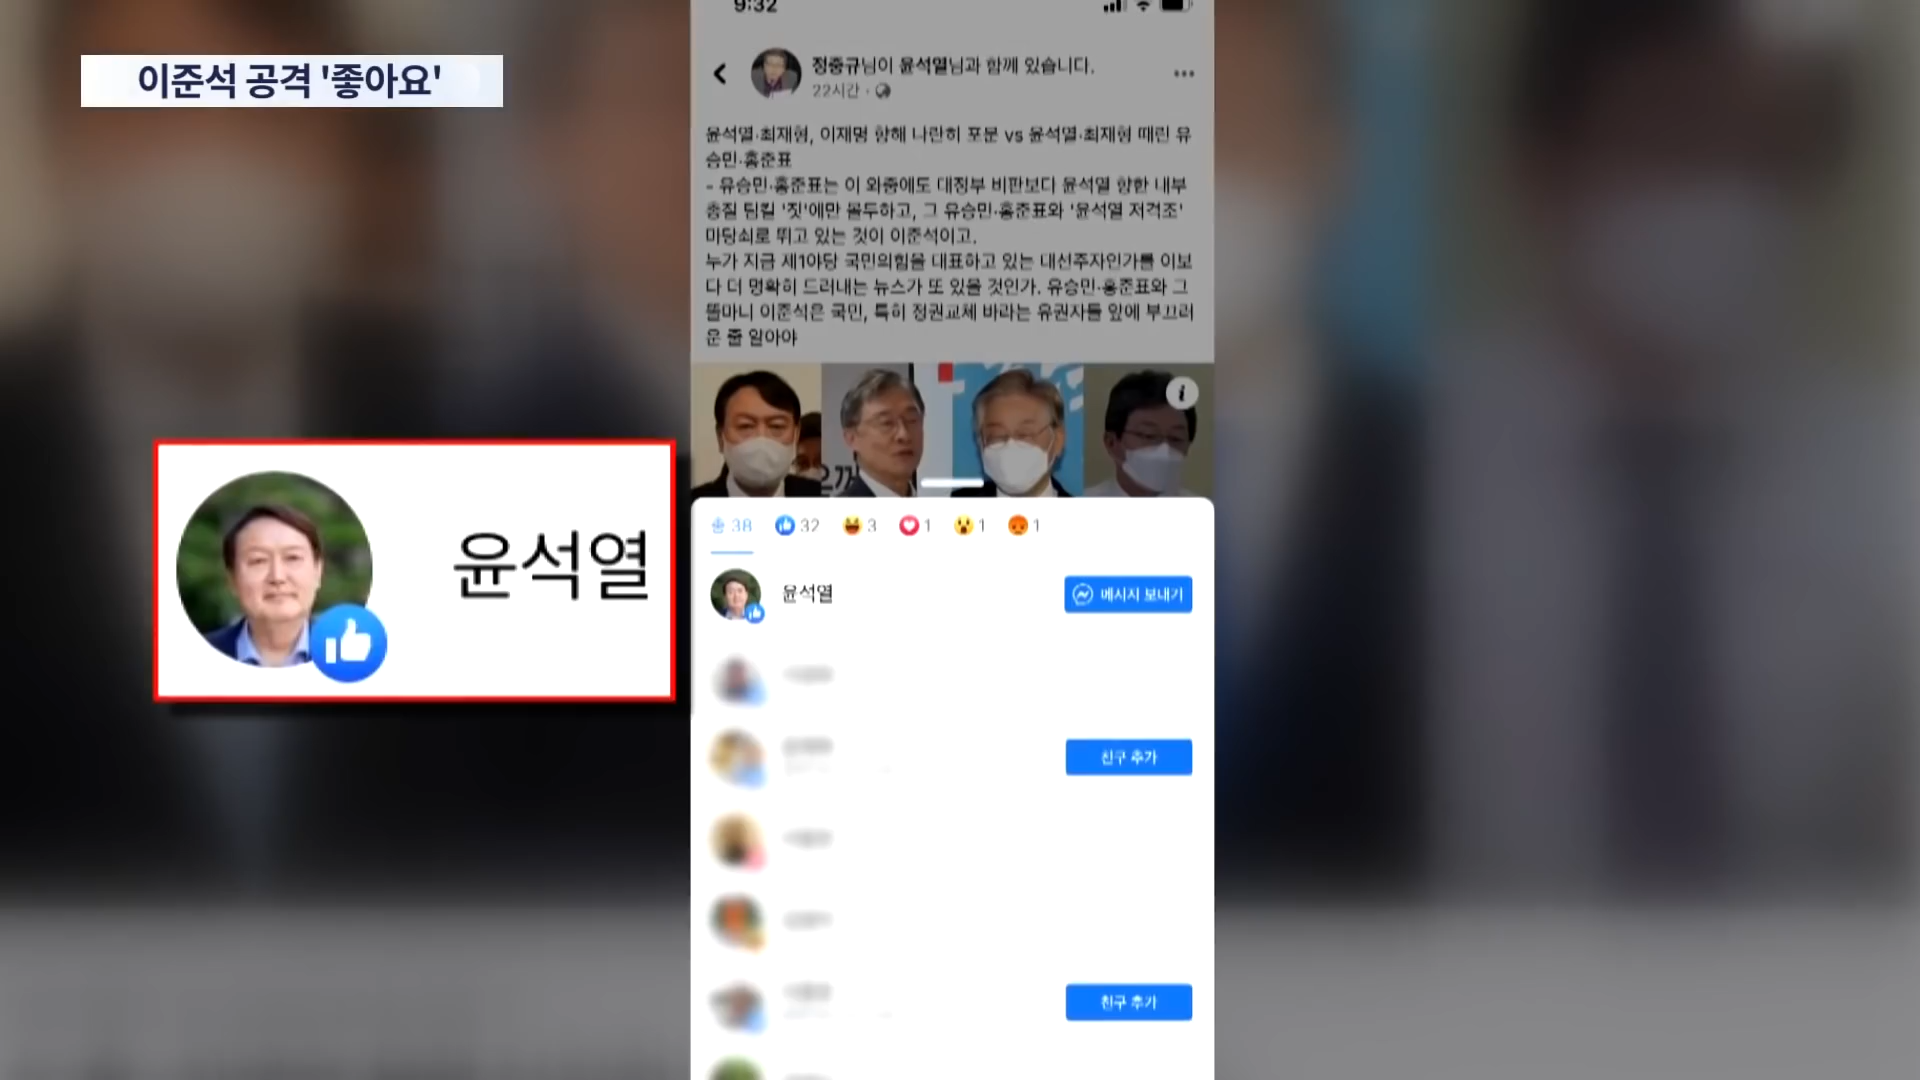 이준석 공격 '좋아요'
9:32
정중규님이 윤석열님과 함께 있습니다.
22시간 ·
윤석열·최재형, 이재명 향해 나란히 포문 vs 윤석열·최재형 때린 유
승민·홍준표
- 유승민·홍준표는 이 와중에도 대정부 비판보다 윤석열 향한 내부
총질 팀킬 '짓'에만 몰두하고, 그 유승민·홍준표와 '윤석열 저격조'
마당쇠로 뛰고 있는 것이 이준석이고.
누가 지금 제1야당 국민의힘을 대표하고 있는 대선주자인가를 이보
다 더 명확히 드러내는 뉴스가 또 있을 것인가. 유승민·홍준표와 그
똘마니 이준석은 국민, 특히 정권교체 바라는 유권자들 앞에 부끄러
운 줄 알아야
38 32 3 1 1 1
윤석열
윤석열
메시지 보내기
친구 추가
친구 추가